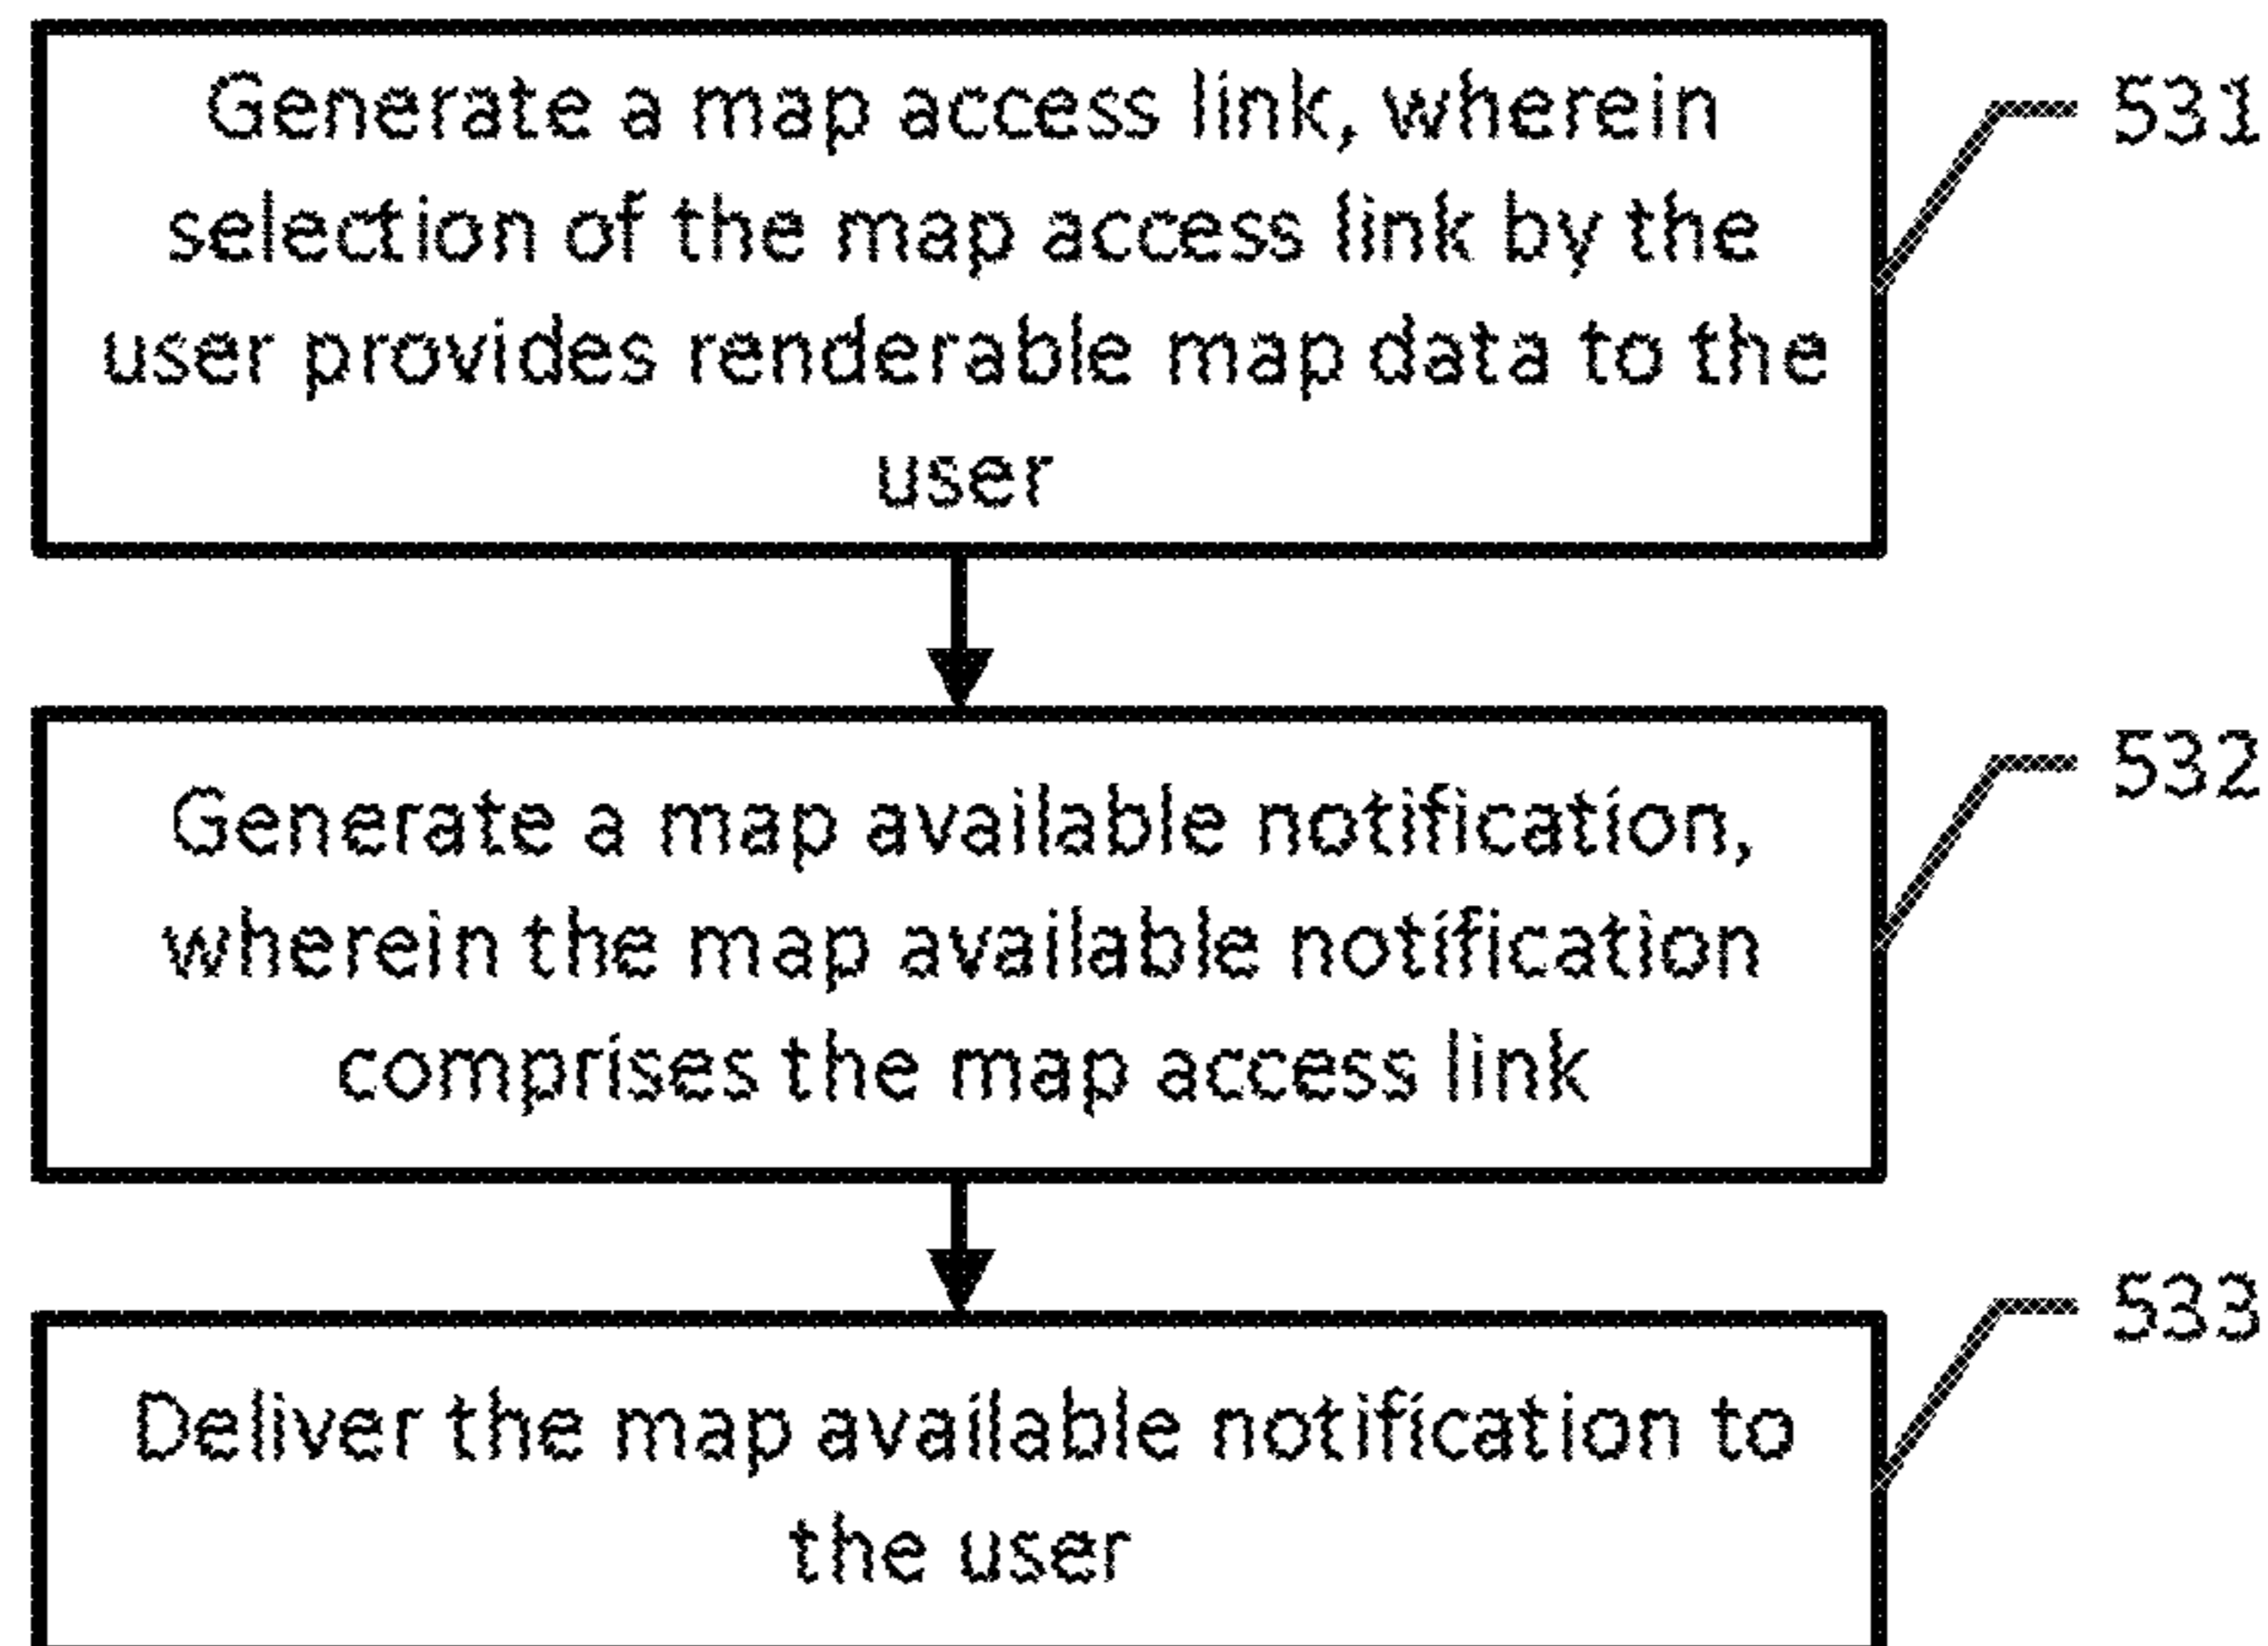 Generate a map access link, wherein
selection of the map access link by the
user provides renderable map data to the
user
531
Generate a map available notification,
wherein the map available notification
comprises the map access link
532
Deliver the map available notification to
the user
533